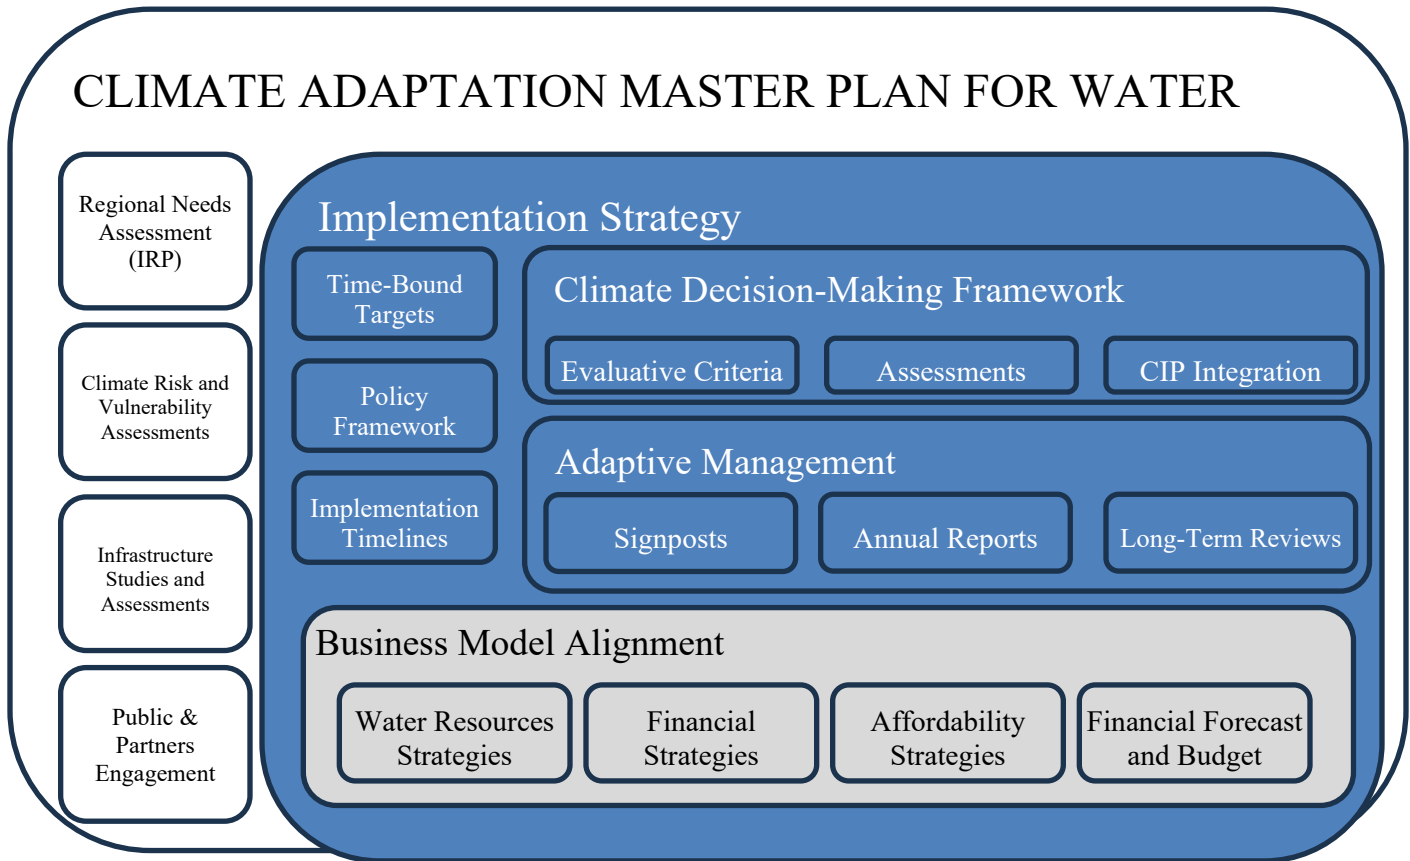 CLIMATE ADAPTATION MASTER PLAN FOR WATER
Regional Needs
Assessment
(IRP)
Climate Risk and
Vulnerability
Assessments
Infrastructure
Studies and
Assessments
Public &
Partners
Engagement
Implementation Strategy
Time-Bound
Targets
Policy
Framework
Implementation
Timelines
Climate Decision-Making Framework
Evaluative Criteria
Assessments
CIP Integration
Adaptive Management
Signposts
Annual Reports
Long-Term Reviews
Business Model Alignment
Water Resources
Strategies
Financial
Strategies
Affordability
Strategies
Financial Forecast
and Budget